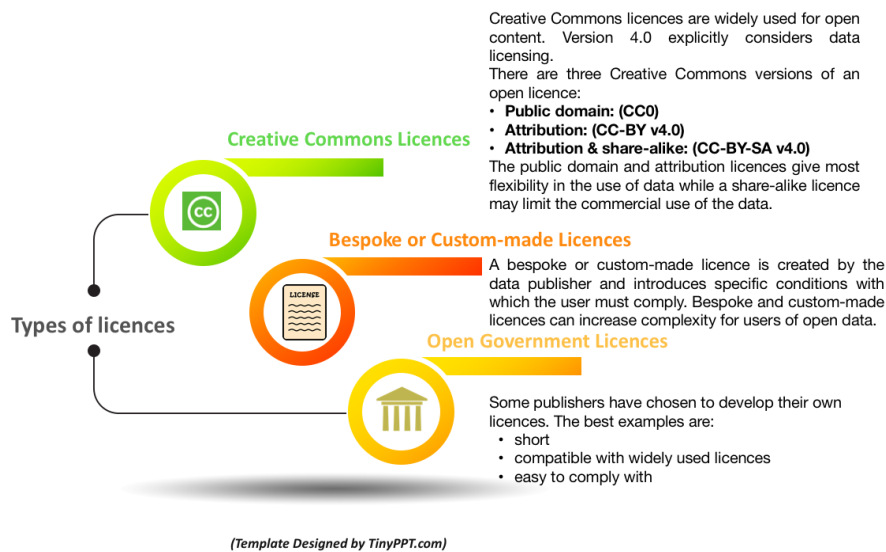 Creative Commons licences are widely used for open
content. Version 4.0 explicitly considers data
licensing.
There are three Creative Commons versions of an
open licence:
• Public domain: (CC0)
• Attribution: (CC-BY v4.0)
• Attribution & share-alike: (CC-BY-SA v4.0)
The public domain and attribution licences give most
flexibility in the use of data while a share-alike licence
may limit the commercial use of the data.
Creative Commons Licences
CC
Bespoke or Custom-made Licences
A bespoke or custom-made licence is created by the
data publisher and introduces specific conditions with
which the user must comply. Bespoke and custom-made
licences can increase complexity for users of open data.
LICENSE
Types of licences
Open Government Licences
Some publishers have chosen to develop their own
licences. The best examples are:
• short
• compatible with widely used licences
• easy to comply with
(Template Designed by TinyPPT.com)